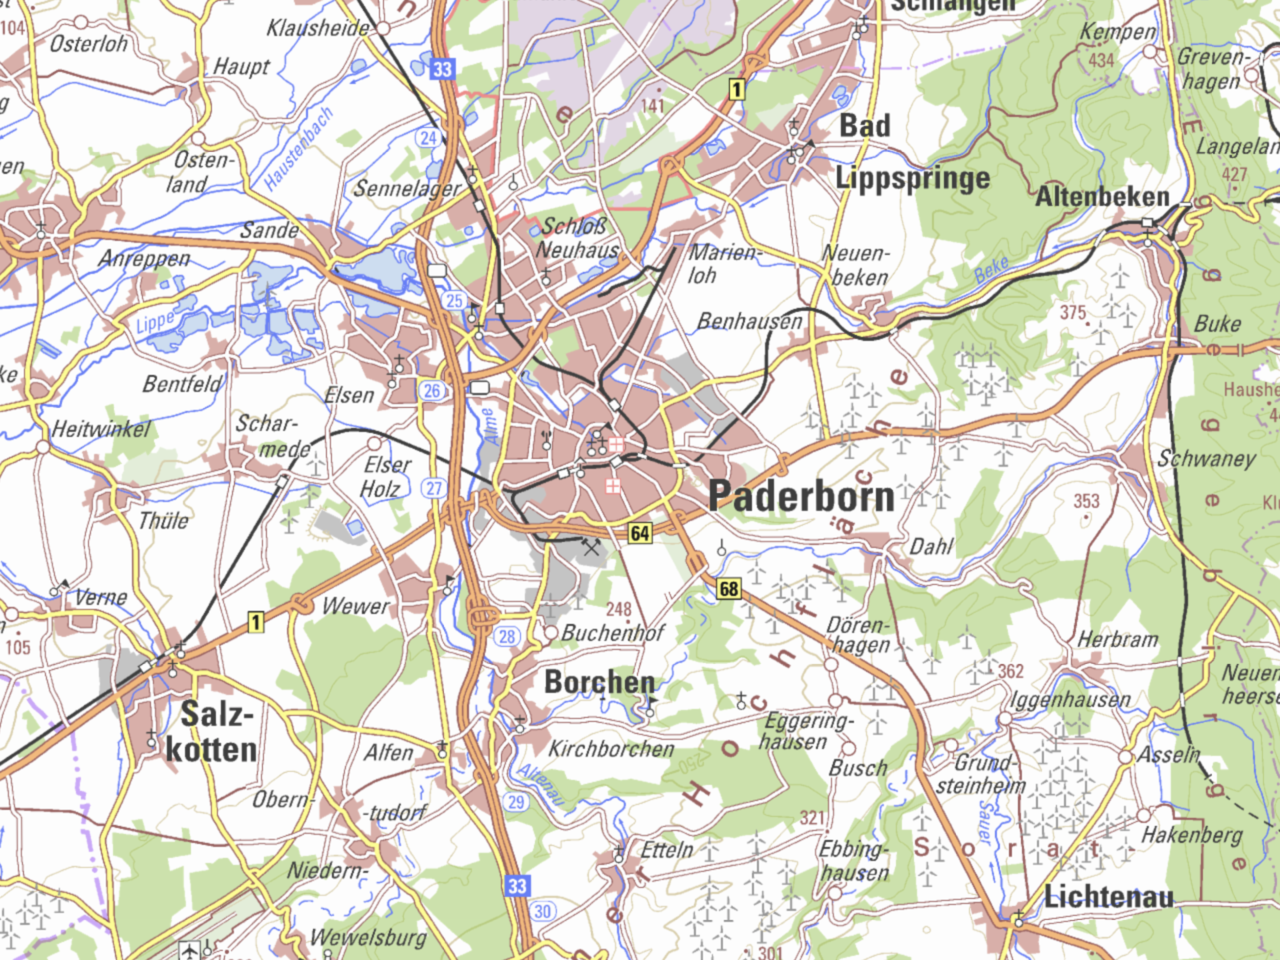 Schlangen
104
Osterloh
Klausheide
Kempen
434
Greven-
hagen
Haupt
33
1
141
e
24
Bad
Lippspringe
Osten-
land
Haustenbach
Sennelager
Langelan
427
Altenbeken
E
Sande
Schloß
Neuhaus
Anreppen
Marien-
loh
Neuen-
beken
Beke
g
25
Lippe
Benhausen
375
Buke
g
e
Bentfeld
Elsen
26
e
Haushe
Heitwinkel
Schar-
mede
Alme
h
g
Elser
Holz
27
c
Schwaney
e
Paderborn
353
Thüle
64
ä
Dahl
l
Verne
68
f
b
105
1
Wewer
248
28
Buchenhof
Dören-
hagen
h
Herbram
i
Borchen
362
Iggenhausen
Neuen
heers
c
r
Salz-
kotten
Eggering-
hausen
Alfen
Kirchborchen
o
Busch
Grund-
steinheim
Asseln
250
g
Altenau
29
H
Obern-
-tudorf
321
Sauer
Hakenberg
Etteln
Ebbing-
hausen
S o r a t
e
Niedern-
r
33
30
e
Lichtenau
Wewelsburg
301